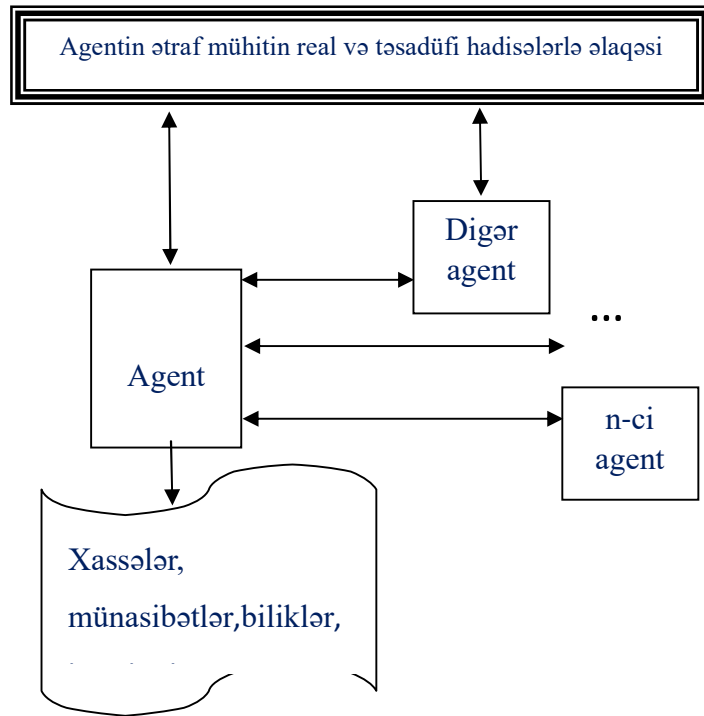 Agentin ətraf mühitin real və təsadüfi hadisələrlə əlaqəsi
Digər
agent
...
Agent
n-ci
agent
Xassələr,
münasibətlər,biliklər,